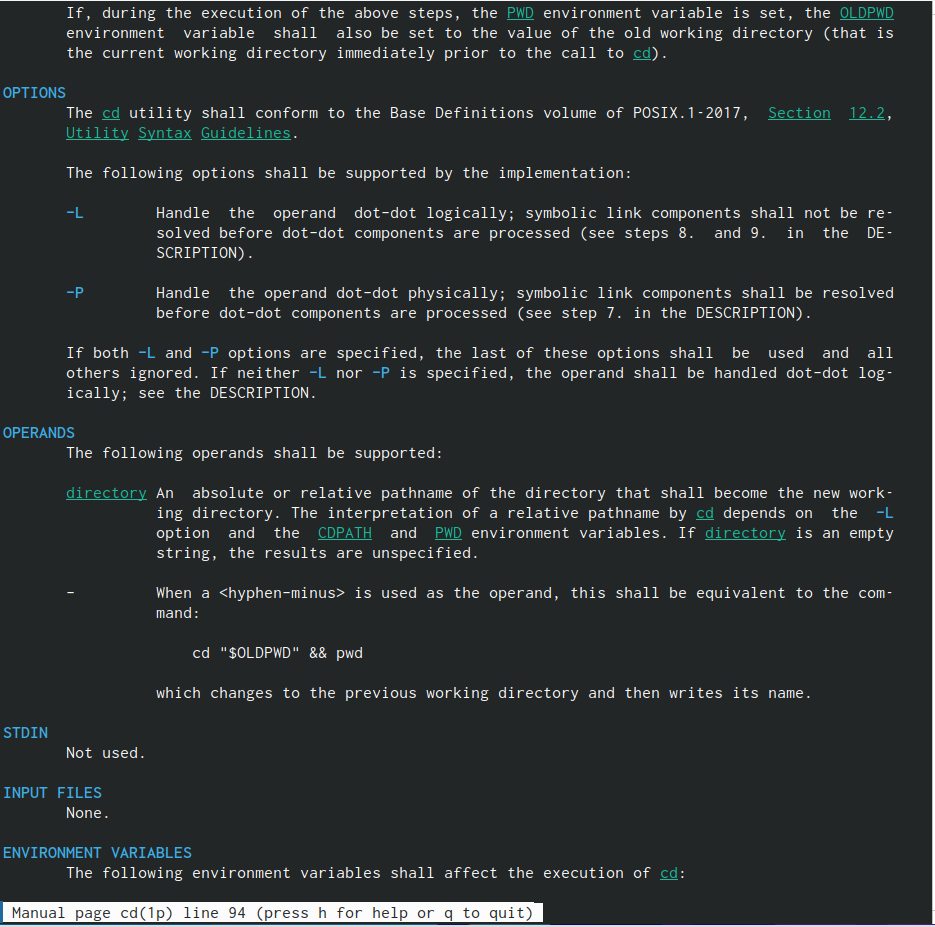 If, during the execution of the above steps, the PWD environment variable is set, the OLDPWD
environment variable shall also be set to the value of the old working directory (that is
the current working directory immediately prior to the call to cd).
OPTIONS
The cd utility shall conform to the Base Definitions volume of POSIX.1-2017, Section 12.2,
Utility Syntax Guidelines.
The following options shall be supported by the implementation:
-L Handle the operand dot-dot logically; symbolic link components shall not be re-
solved before dot-dot components are processed (see steps 8. and 9. in the DE-
SCRIPTION).
-P Handle the operand dot-dot physically; symbolic link components shall be resolved
before dot-dot components are processed (see step 7. in the DESCRIPTION).
If both -L and -P options are specified, the last of these options shall be used and all
others ignored. If neither -L nor -P is specified, the operand shall be handled dot-dot log-
ically; see the DESCRIPTION.
OPERANDS
The following operands shall be supported:
directory An absolute or relative pathname of the directory that shall become the new work-
ing directory. The interpretation of a relative pathname by cd depends on the -L
option and the CDPATH and PWD environment variables. If directory is an empty
string, the results are unspecified.
- When a <hyphen-minus> is used as the operand, this shall be equivalent to the com-
mand:
cd "$OLDPWD" && pwd
which changes to the previous working directory and then writes its name.
STDIN
Not used.
INPUT FILES
None.
ENVIRONMENT VARIABLES
The following environment variables shall affect the execution of cd:
Manual page cd(1p) line 94 (press h for help or q to quit)